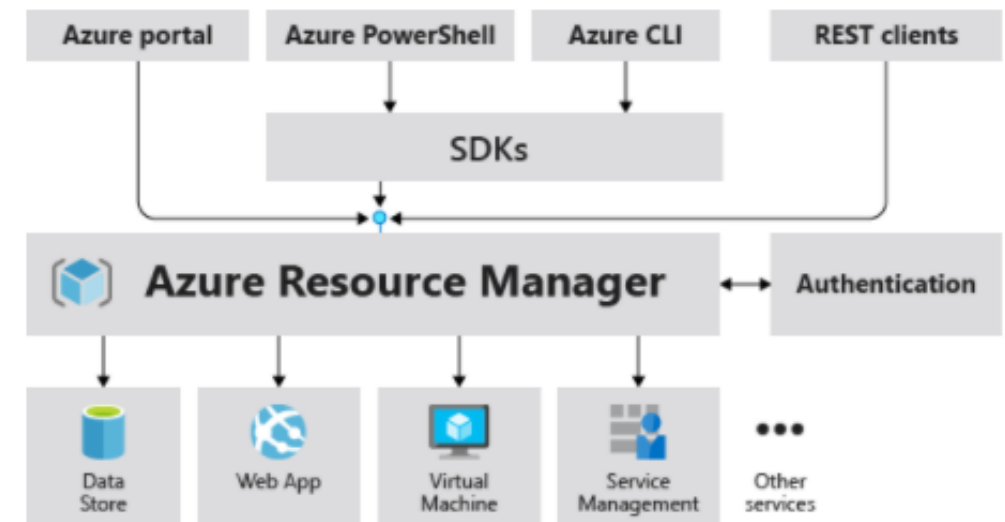 Azure portal
Azure PowerShell
Azure CLI
REST clients
SDKs
Azure Resource Manager
Authentication
Data
Store
Web App
Virtual
Machine
Service
Management
Other
services